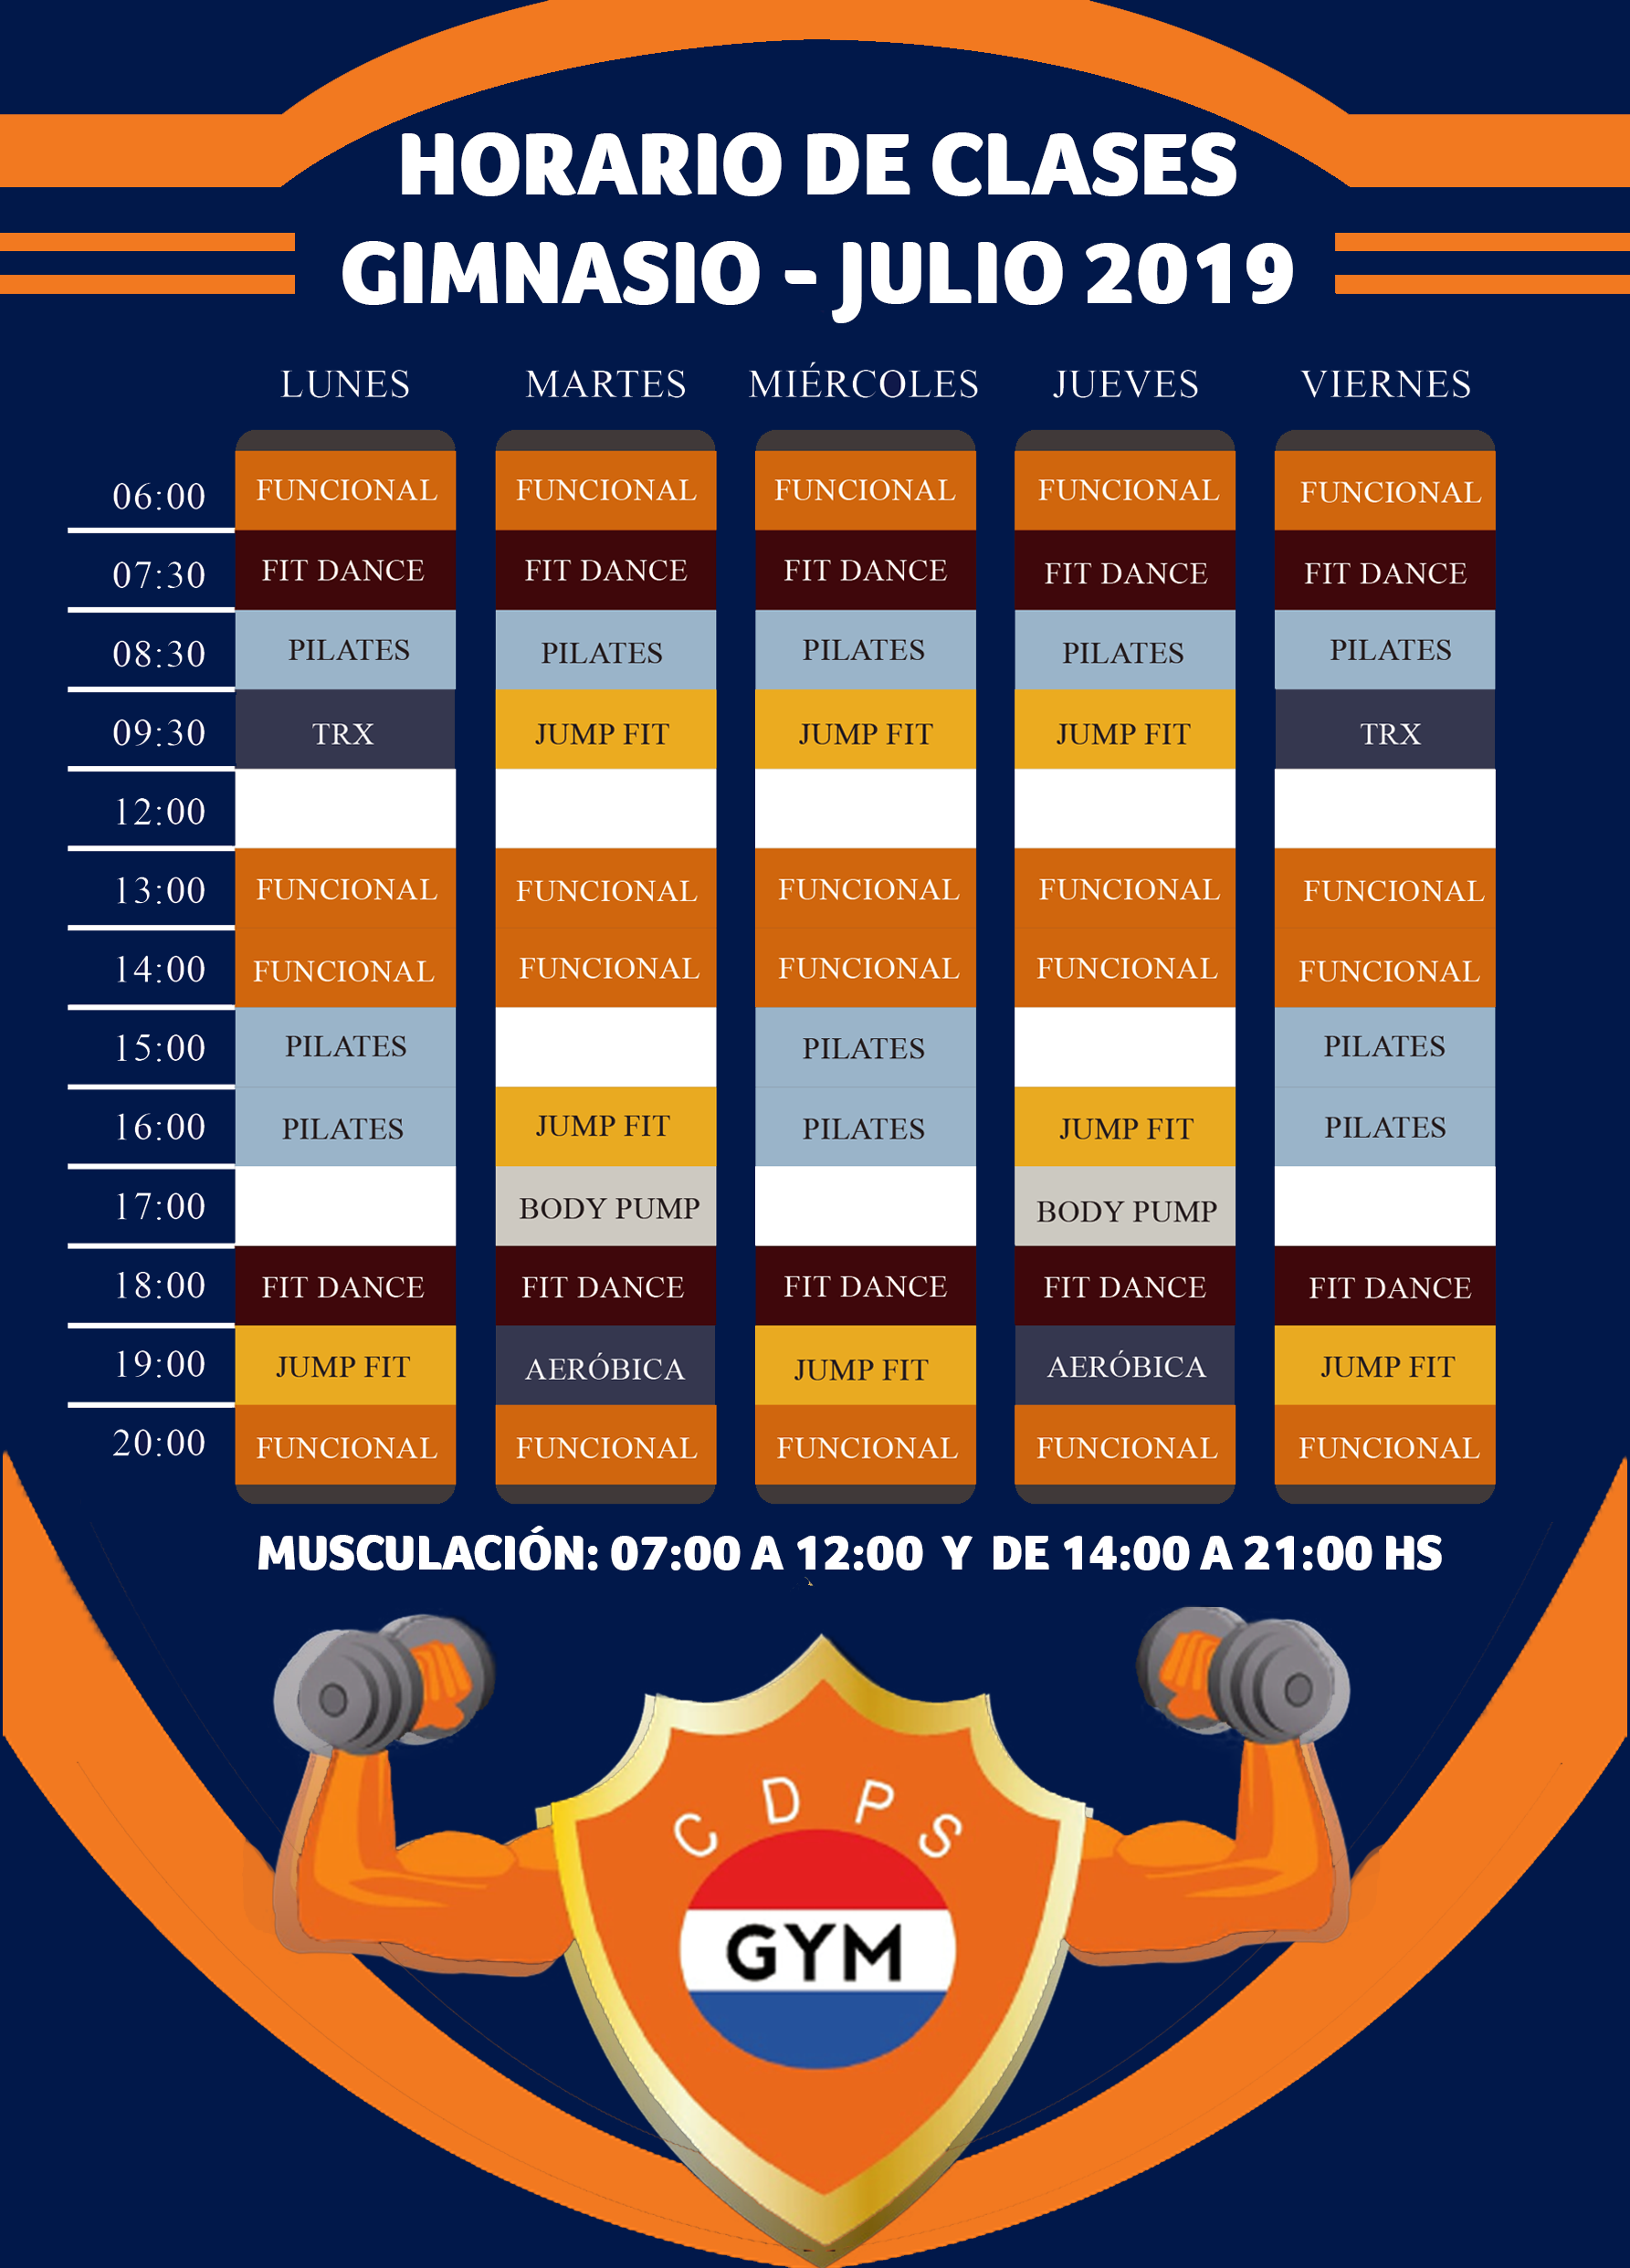 HORARIO DE CLASES
GIMNASIO - JULIO 2019
LUNES MARTES MIÉRCOLES JUEVES VIERNES
06:00 FUNCIONAL FUNCIONAL FUNCIONAL FUNCIONAL FUNCIONAL
07:30 FIT DANCE FIT DANCE FIT DANCE FIT DANCE FIT DANCE
08:30 PILATES PILATES PILATES PILATES PILATES
09:30 TRX JUMP FIT JUMP FIT JUMP FIT TRX
12:00
13:00 FUNCIONAL FUNCIONAL FUNCIONAL FUNCIONAL FUNCIONAL
14:00 FUNCIONAL FUNCIONAL FUNCIONAL FUNCIONAL FUNCIONAL
15:00 PILATES PILATES PILATES
16:00 PILATES JUMP FIT PILATES JUMP FIT PILATES
17:00 BODY PUMP BODY PUMP
18:00 FIT DANCE FIT DANCE FIT DANCE FIT DANCE FIT DANCE
19:00 JUMP FIT AERÓBICA JUMP FIT AERÓBICA JUMP FIT
20:00 FUNCIONAL FUNCIONAL FUNCIONAL FUNCIONAL FUNCIONAL
MUSCULACIÓN: 07:00 A 12:00 Y DE 14:00 A 21:00 HS
C D P S
GYM